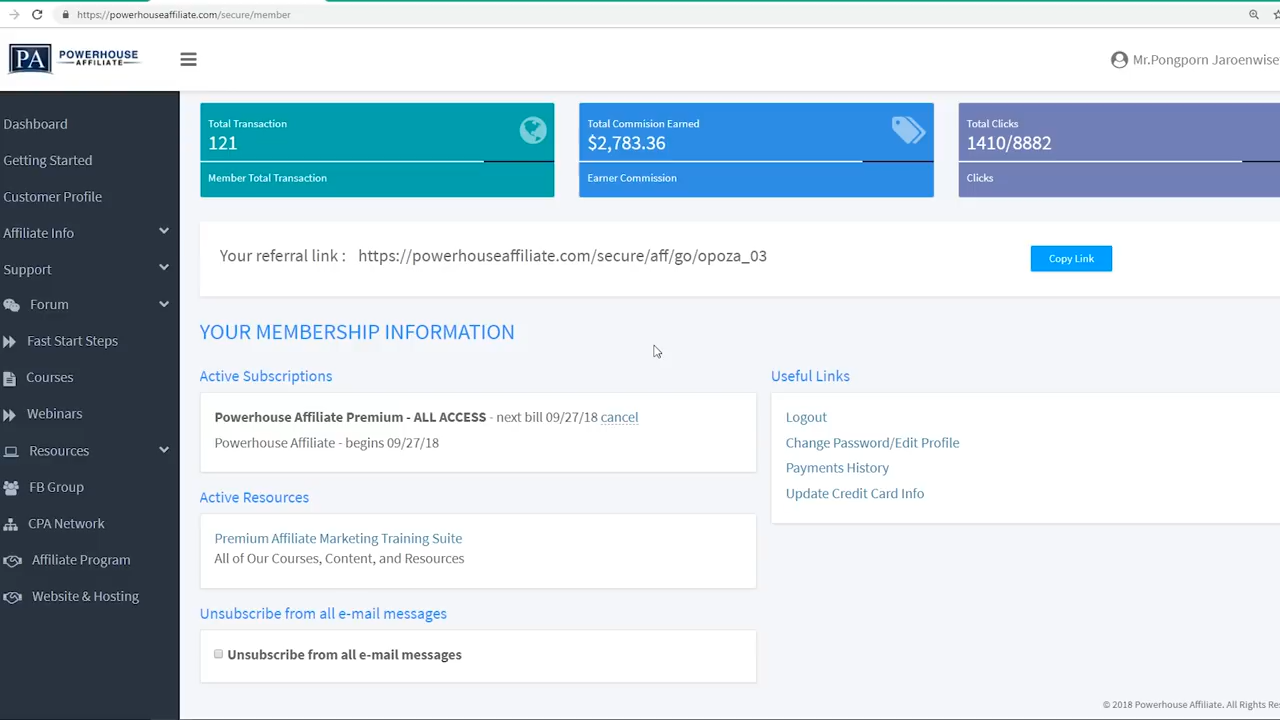 https://powerhouseaffiliate.com/secure/member
PA POWERHOUSE
AFFILIATE
Mr.Pongporn Jaroenwise
Dashboard
Getting Started
Customer Profile
Affiliate Info
Support
Forum
Fast Start Steps
Courses
Webinars
Resources
FB Group
CPA Network
Affiliate Program
Website & Hosting
Total Transaction
121
Member Total Transaction
Total Commision Earned
$2,783.36
Earner Commission
Total Clicks
1410/8882
Clicks
Your referral link : https://powerhouseaffiliate.com/secure/aff/go/opoza_03
Copy Link
YOUR MEMBERSHIP INFORMATION
Active Subscriptions
Powerhouse Affiliate Premium - ALL ACCESS - next bill 09/27/18 cancel
Powerhouse Affiliate - begins 09/27/18
Active Resources
Premium Affiliate Marketing Training Suite
All of Our Courses, Content, and Resources
Unsubscribe from all e-mail messages
Unsubscribe from all e-mail messages
Useful Links
Logout
Change Password/Edit Profile
Payments History
Update Credit Card Info
© 2018 Powerhouse Affiliate. All Rights Re